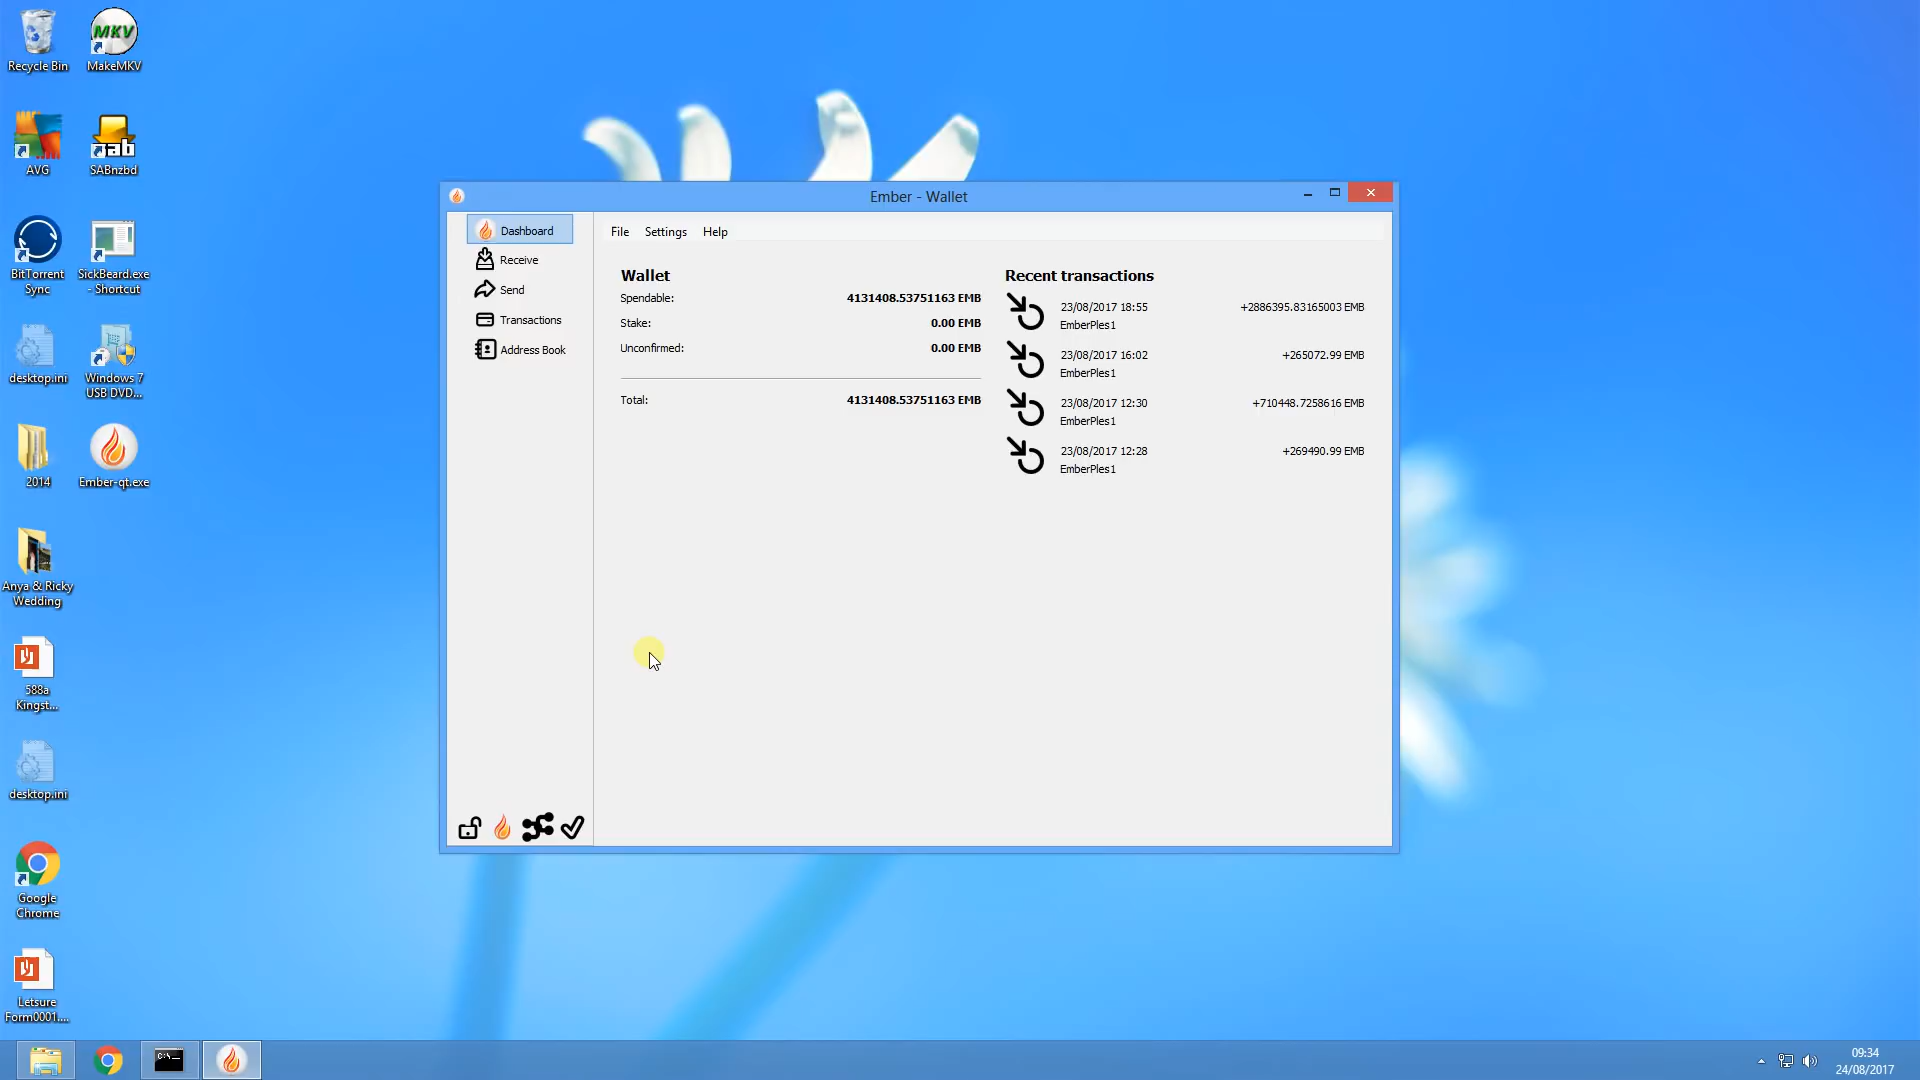 Recycle Bin
MKV
MakeMKV
AVG
ab
SABnzbd
BitTorrent
Sync
SickBeard.exe
- Shortcut
desktop.ini
Windows 7
USB DVD...
2014
Ember-qt.exe
Anya & Ricky
Wedding
588a
Kingst...
desktop.ini
Google
Chrome
Letsure
Form0001....
Ember - Wallet
Dashboard
Receive
Send
Transactions
Address Book
File Settings Help
Wallet
Spendable: 4131408.53751163 EMB
Stake: 0.00 EMB
Unconfirmed: 0.00 EMB
Total: 4131408.53751163 EMB
Recent transactions
23/08/2017 18:55 +2886395.83165003 EMB
EmberPles1
23/08/2017 16:02 +265072.99 EMB
EmberPles1
23/08/2017 12:30 +710448.7258616 EMB
EmberPles1
23/08/2017 12:28 +269490.99 EMB
EmberPles1
C:\_
09:34
24/08/2017